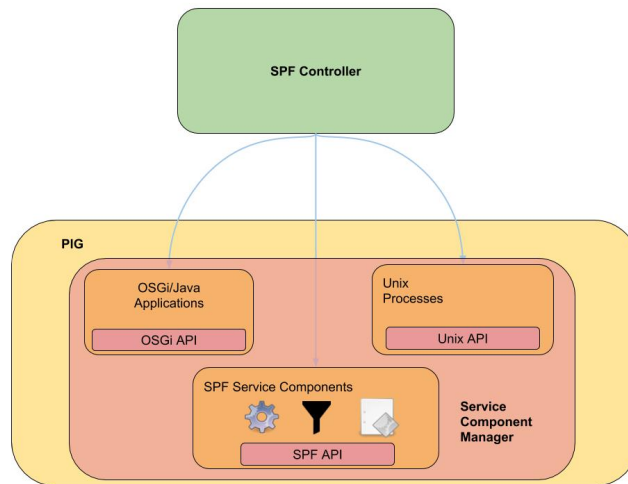 SPF Controller
PIG
OSGi/Java
Applications
OSGi API
Unix
Processes
Unix API
SPF Service Components
SPF API
Service
Component
Manager